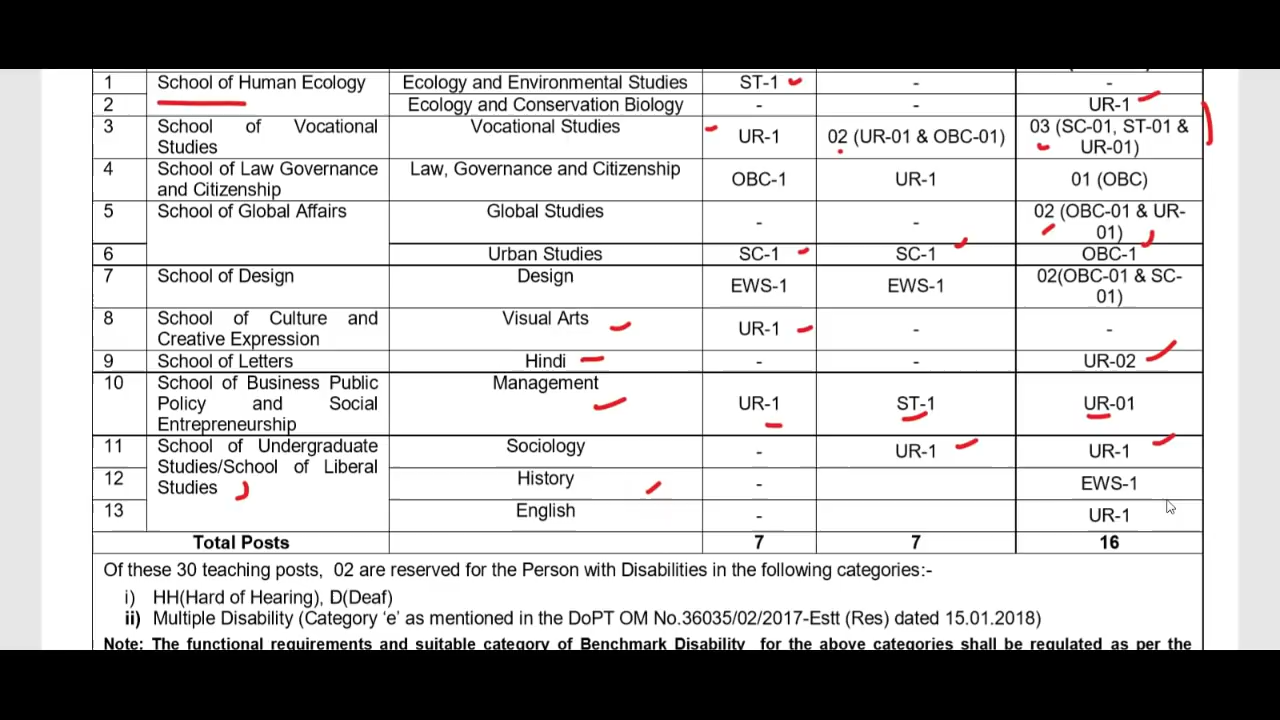 1 School of Human Ecology Ecology and Environmental Studies ST-1 - -
2 Ecology and Conservation Biology - - UR-1
3 School of Vocational Studies Vocational Studies UR-1 02 (UR-01 & OBC-01) 03 (SC-01, ST-01 & UR-01)
4 School of Law Governance and Citizenship Law, Governance and Citizenship OBC-1 UR-1 01 (OBC)
5 School of Global Affairs Global Studies - - 02 (OBC-01 & UR-01)
6 Urban Studies SC-1 SC-1 OBC-1
7 School of Design Design EWS-1 EWS-1 02(OBC-01 & SC-01)
8 School of Culture and Creative Expression Visual Arts UR-1 - -
9 School of Letters Hindi - - UR-02
10 School of Business Public Policy and Social Entrepreneurship Management UR-1 ST-1 UR-01
11 School of Undergraduate Studies/School of Liberal Studies Sociology - UR-1 UR-1
12 History - EWS-1
13 English - UR-1
Total Posts 7 7 16
Of these 30 teaching posts, 02 are reserved for the Person with Disabilities in the following categories:-
i) HH(Hard of Hearing), D(Deaf)
ii) Multiple Disability (Category 'e' as mentioned in the DoPT OM No.36035/02/2017-Estt (Res) dated 15.01.2018)
Note: The functional requirements and suitable category of Benchmark Disability for the above categories shall be regulated as per the